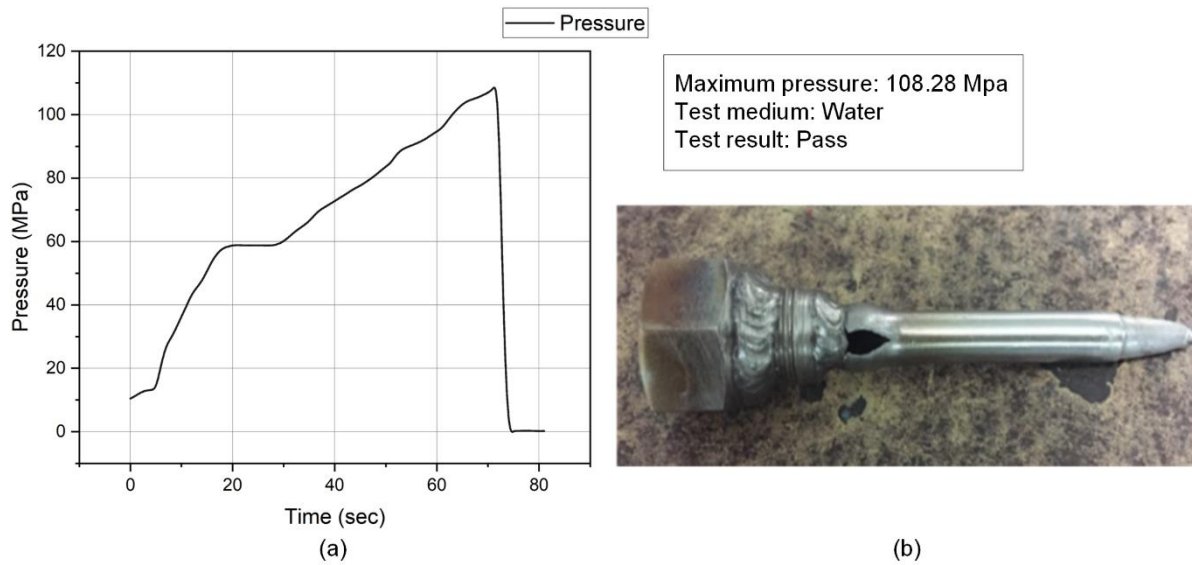 Pressure
120
100
80
60
40
20
0
Pressure (MPa)
0 20 40 60 80
Time (sec)
(a)
Maximum pressure: 108.28 Mpa
Test medium: Water
Test result: Pass
(b)